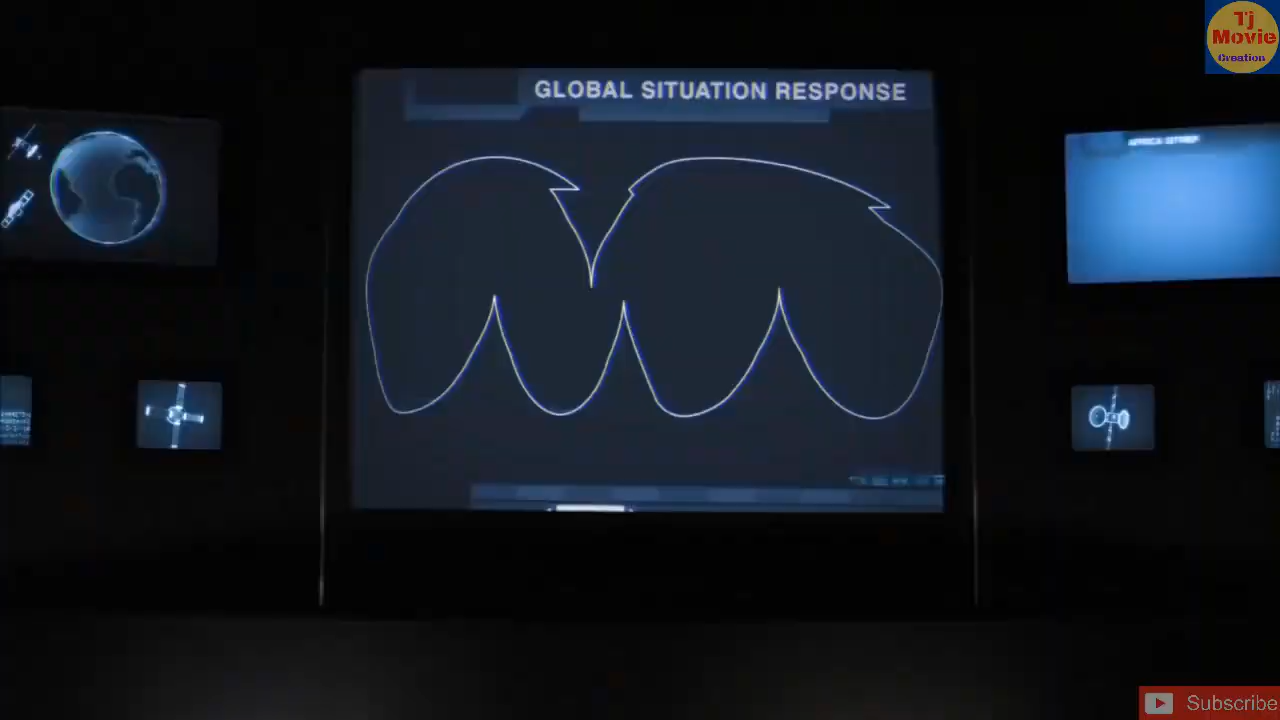 Tj
Movie
Creation
GLOBAL SITUATION RESPONSE
Subscribe